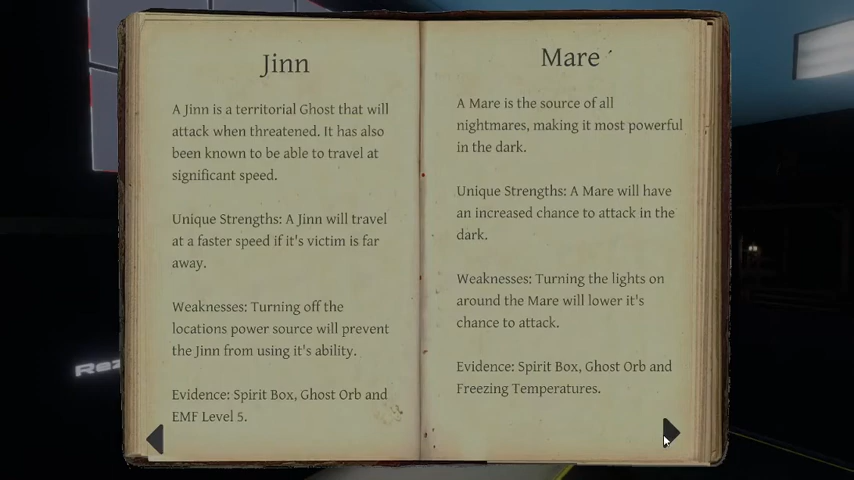 Jinn
A Jinn is a territorial Ghost that will
attack when threatened. It has also
been known to be able to travel at
significant speed.
Unique Strengths: A Jinn will travel
at a faster speed if it's victim is far
away.
Weaknesses: Turning off the
locations power source will prevent
the Jinn from using it's ability.
Evidence: Spirit Box, Ghost Orb and
EMF Level 5.
Mare
A Mare is the source of all
nightmares, making it most powerful
in the dark.
Unique Strengths: A Mare will have
an increased chance to attack in the
dark.
Weaknesses: Turning the lights on
around the Mare will lower it's
chance to attack.
Evidence: Spirit Box, Ghost Orb and
Freezing Temperatures.